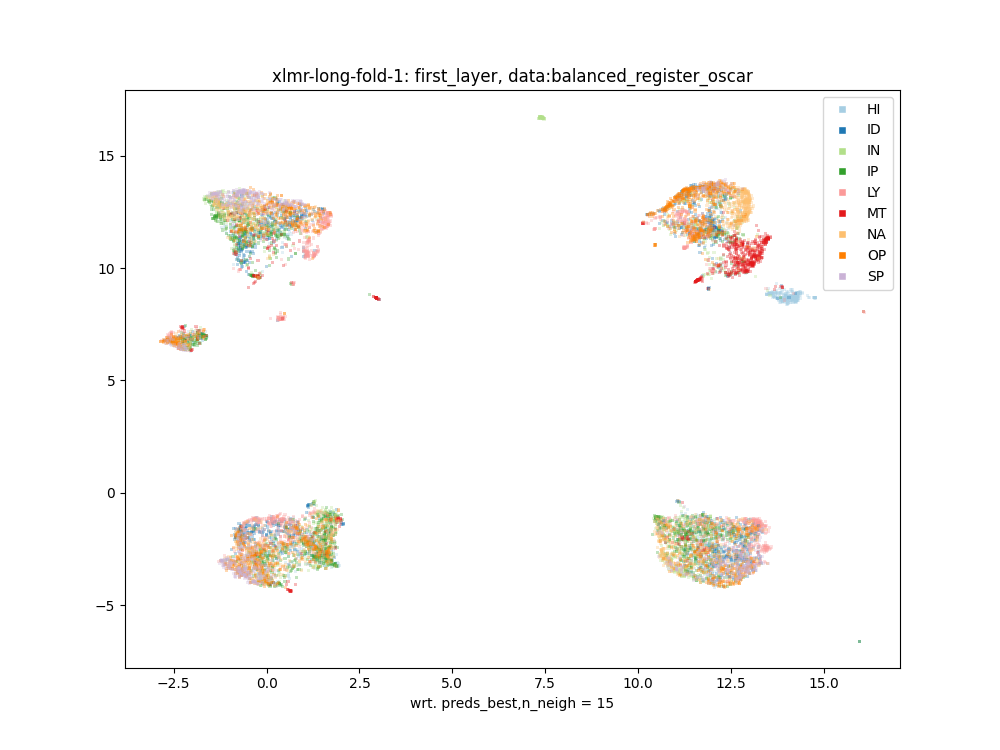 xlmr-long-fold-1: first_layer, data:balanced_register_oscar
HI
ID
IN
IP
LY
MT
NA
OP
SP
15
10
5
0
−5
−2.5
0.0
2.5
5.0
7.5
10.0
12.5
15.0
wrt. preds_best,n_neigh = 15